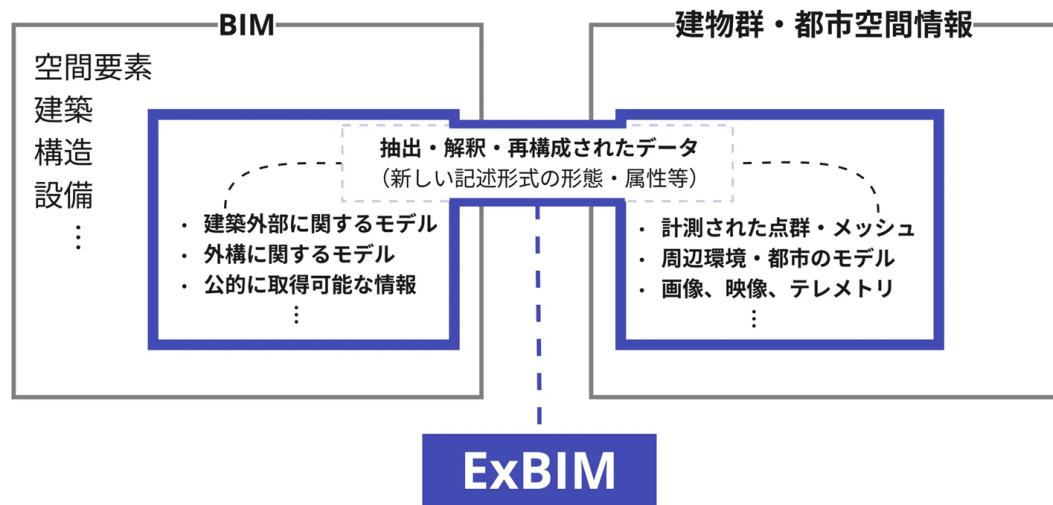 BIM
空間要素
建築
構造
設備
⋮
建物群・都市空間情報
抽出・解釈・再構成されたデータ
（新しい記述形式の形態・属性等）
・ 建築外部に関するモデル
・ 外構に関するモデル
・ 公的に取得可能な情報
⋮
・ 計測された点群・メッシュ
・ 周辺環境・都市のモデル
・ 画像、映像、テレメトリ
⋮
ExBIM